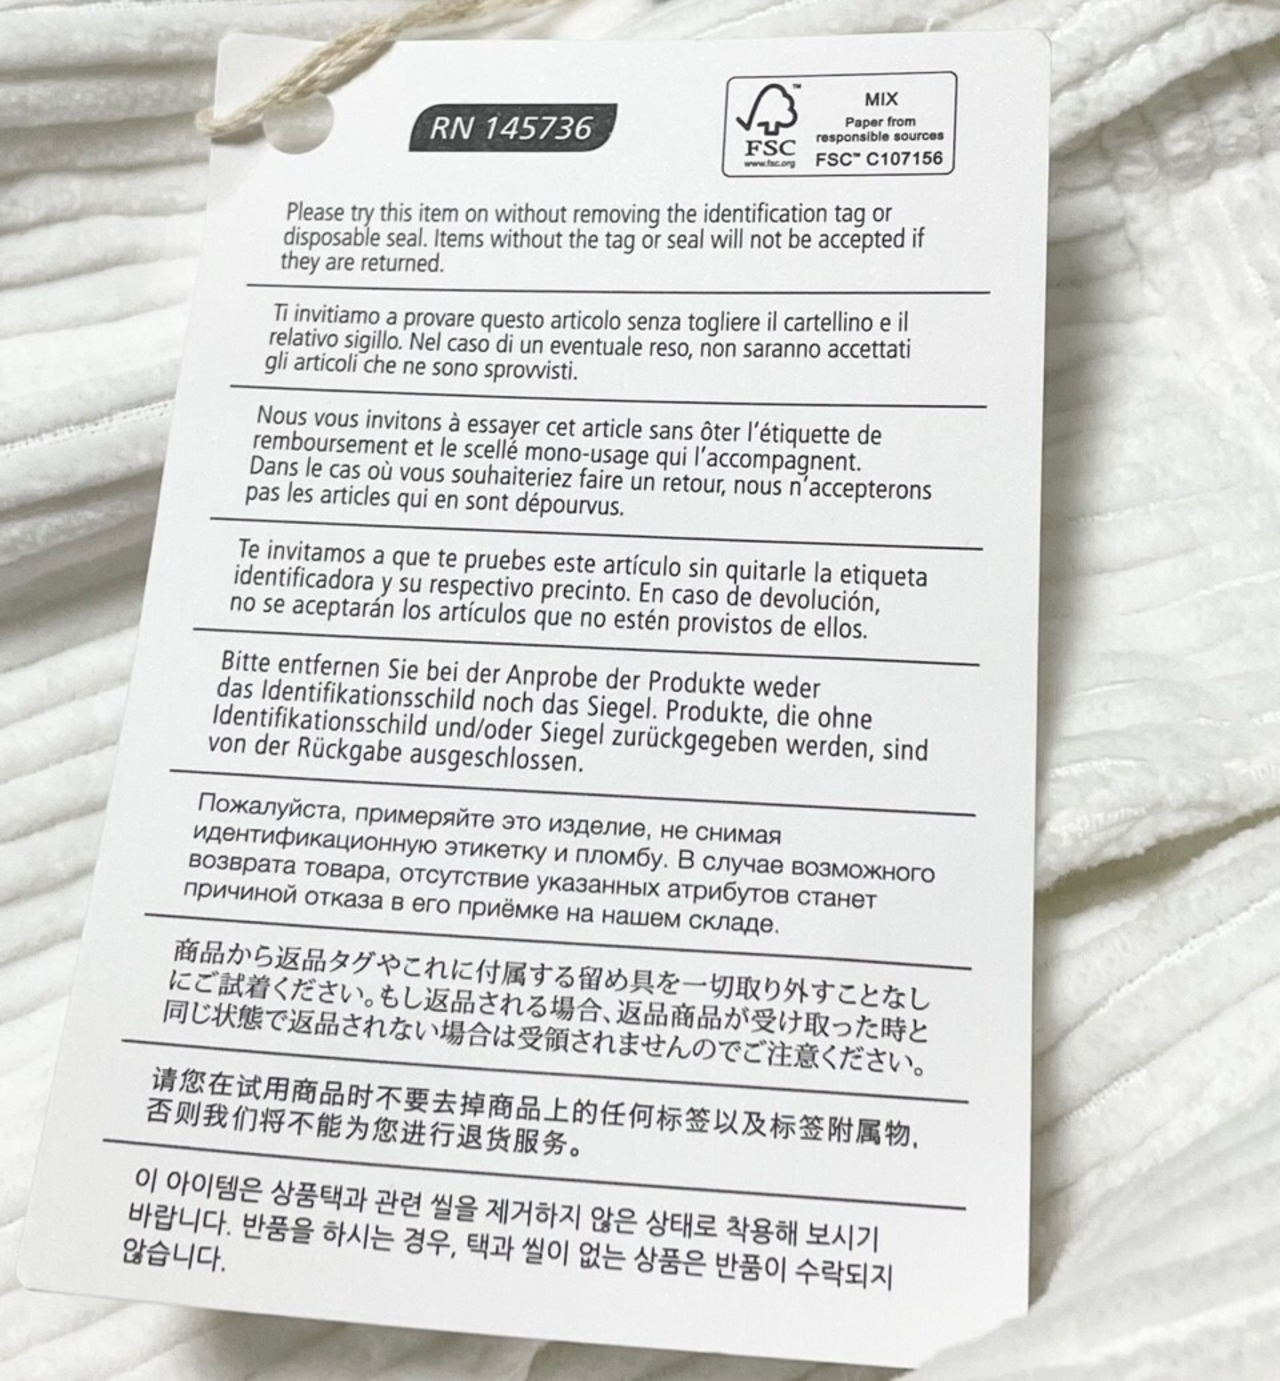 RN 145736
FSC
www.fsc.org
MIX
Paper from
responsible sources
FSC™ C107156
Please try this item on without removing the identification tag or
disposable seal. Items without the tag or seal will not be accepted if
they are returned.
Ti invitiamo a provare questo articolo senza togliere il cartellino e il
relativo sigillo. Nel caso di un eventuale reso, non saranno accettati
gli articoli che ne sono sprovvisti.
Nous vous invitons à essayer cet article sans ôter l'étiquette de
remboursement et le scellé mono-usage qui l'accompagnent.
Dans le cas où vous souhaiteriez faire un retour, nous n'accepterons
pas les articles qui en sont dépourvus.
Te invitamos a que te pruebes este artículo sin quitarle la etiqueta
identificadora y su respectivo precinto. En caso de devolución,
no se aceptarán los artículos que no estén provistos de ellos.
Bitte entfernen Sie bei der Anprobe der Produkte weder
das Identifikationsschild noch das Siegel. Produkte, die ohne
Identifikationsschild und/oder Siegel zurückgegeben werden, sind
von der Rückgabe ausgeschlossen.
Пожалуйста, примеряйте это изделие, не снимая
идентификационную этикетку и пломбу. В случае возможного
возврата товара, отсутствие указанных атрибутов станет
причиной отказа в его приёмке на нашем складе.
商品から返品タグやこれに付属する留め具を一切取り外すことなし
にご試着ください。もし返品される場合、返品商品が受け取った時と
同じ状態で返品されない場合は受領されませんのでご注意ください。
请您在试用商品时不要去掉商品上的任何标签以及标签附属物,
否则我们将不能为您进行退货服务。
이 아이템은 상품택과 관련 씰을 제거하지 않은 상태로 착용해 보시기
바랍니다. 반품을 하시는 경우, 택과 씰이 없는 상품은 반품이 수락되지
않습니다.